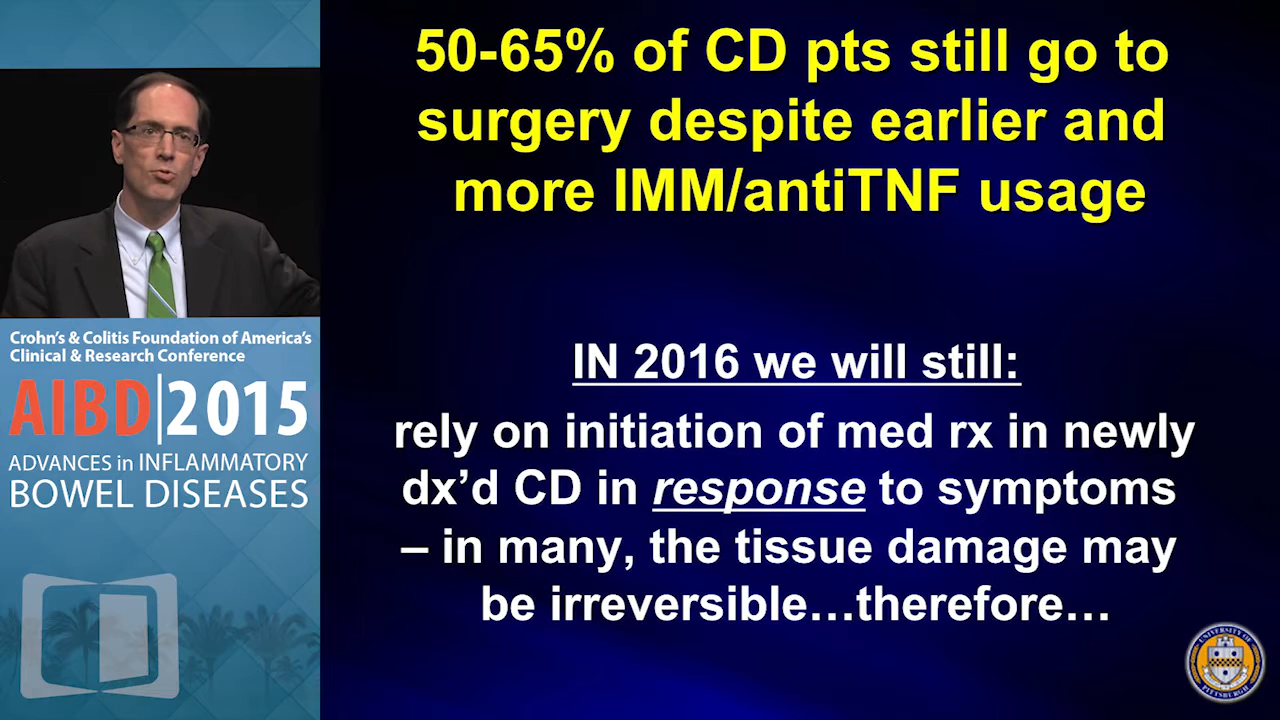 50-65% of CD pts still go to
surgery despite earlier and
more IMM/antiTNF usage
IN 2016 we will still:
rely on initiation of med rx in newly
dx’d CD in response to symptoms
– in many, the tissue damage may
be irreversible…therefore…
Crohn’s & Colitis Foundation of America’s
Clinical & Research Conference
AIBD|2015
ADVANCES in INFLAMMATORY
BOWEL DISEASES
UNIVERSITY OF
PITTSBURGH